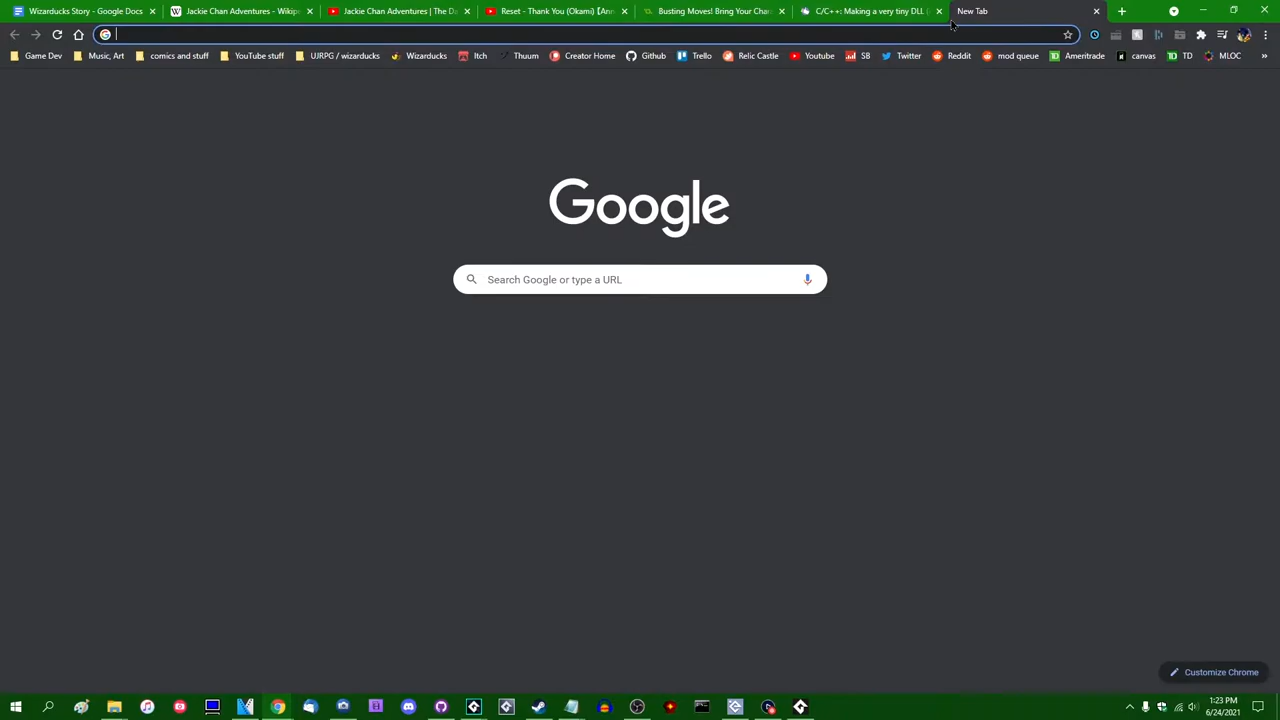 Wizarducks Story - Google Docs
Jackie Chan Adventures - Wikip
Jackie Chan Adventures | The Da
Reset - Thank You (Okami) [Ann
Busting Moves! Bring Your Char
C/C++: Making a very tiny DLL (
New Tab
Game Dev
Music, Art
comics and stuff
YouTube stuff
UJRPG / wizarducks
Wizarducks
Itch
Thuum
Creator Home
Github
Trello
Relic Castle
Youtube
SB
Twitter
Reddit
mod queue
Ameritrade
canvas
TD
MLOC
Google
Search Google or type a URL
Customize Chrome
1:23 PM
6/24/2021